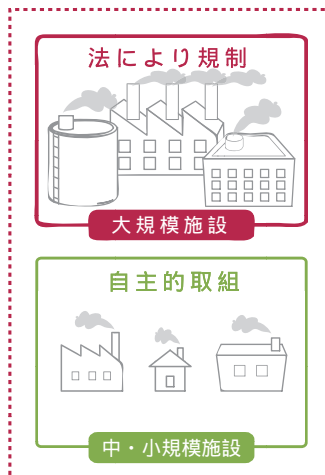 法により規制
大規模施設
自主的取組
中・小規模施設